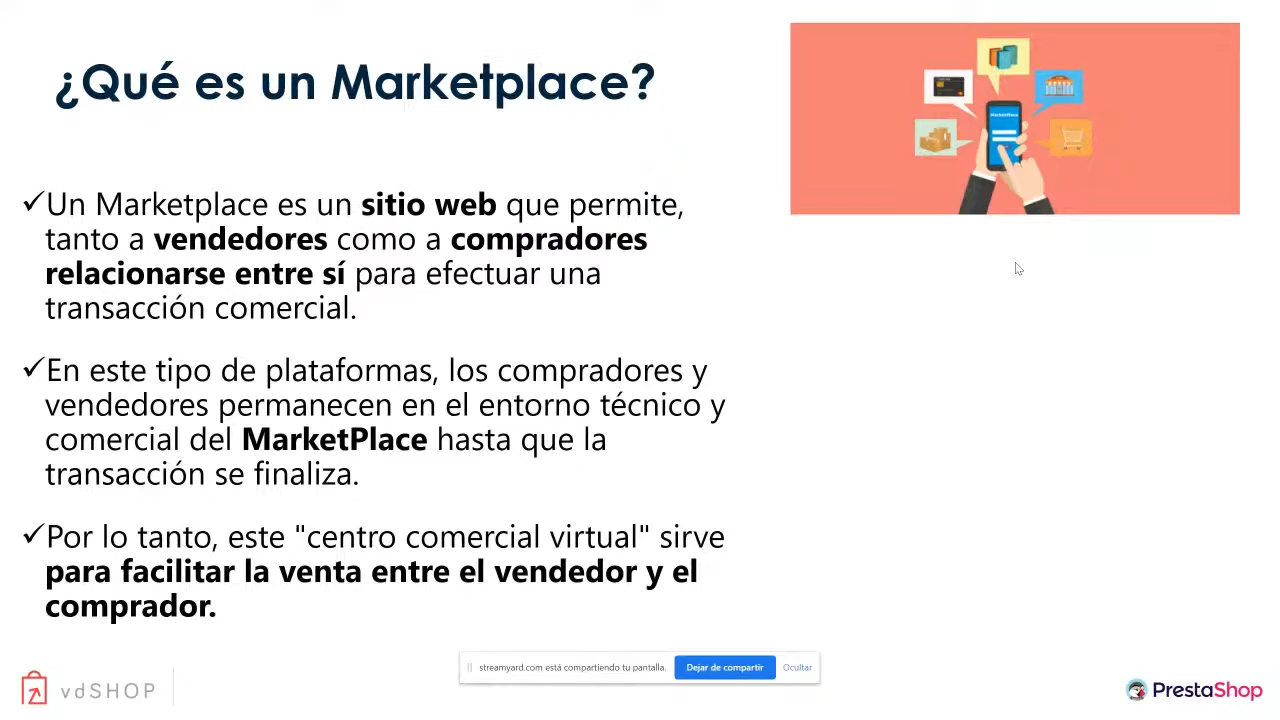 ¿Qué es un Marketplace?
✓Un Marketplace es un sitio web que permite,
tanto a vendedores como a compradores
relacionarse entre sí para efectuar una
transacción comercial.
✓En este tipo de plataformas, los compradores y
vendedores permanecen en el entorno técnico y
comercial del MarketPlace hasta que la
transacción se finaliza.
✓Por lo tanto, este "centro comercial virtual" sirve
para facilitar la venta entre el vendedor y el
comprador.
streamyard.com está compartiendo tu pantalla. Dejar de compartir Ocultar
vdSHOP
PrestaShop